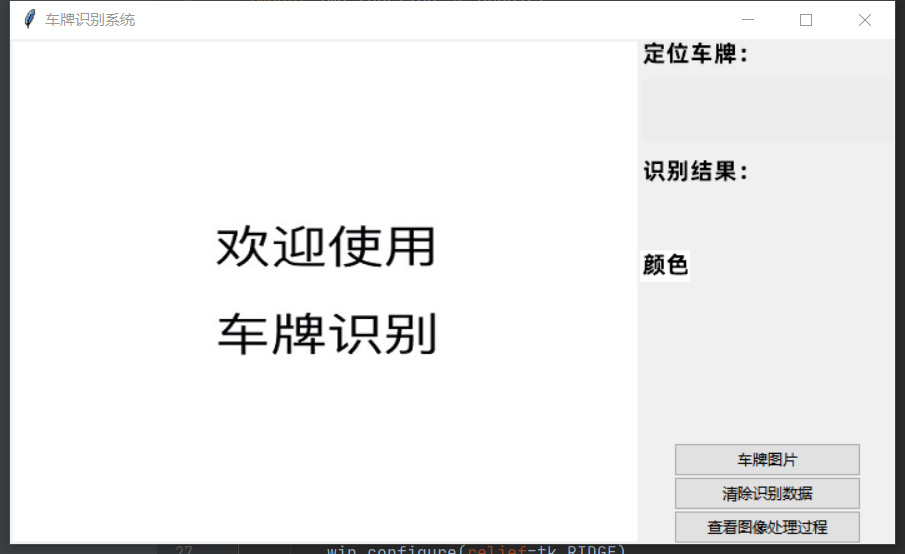 车牌识别系统
定位车牌：
识别结果：
欢迎使用
车牌识别
颜色
车牌图片
清除识别数据
查看图像处理过程
27 win.configure(relief=tk.RIDGE)